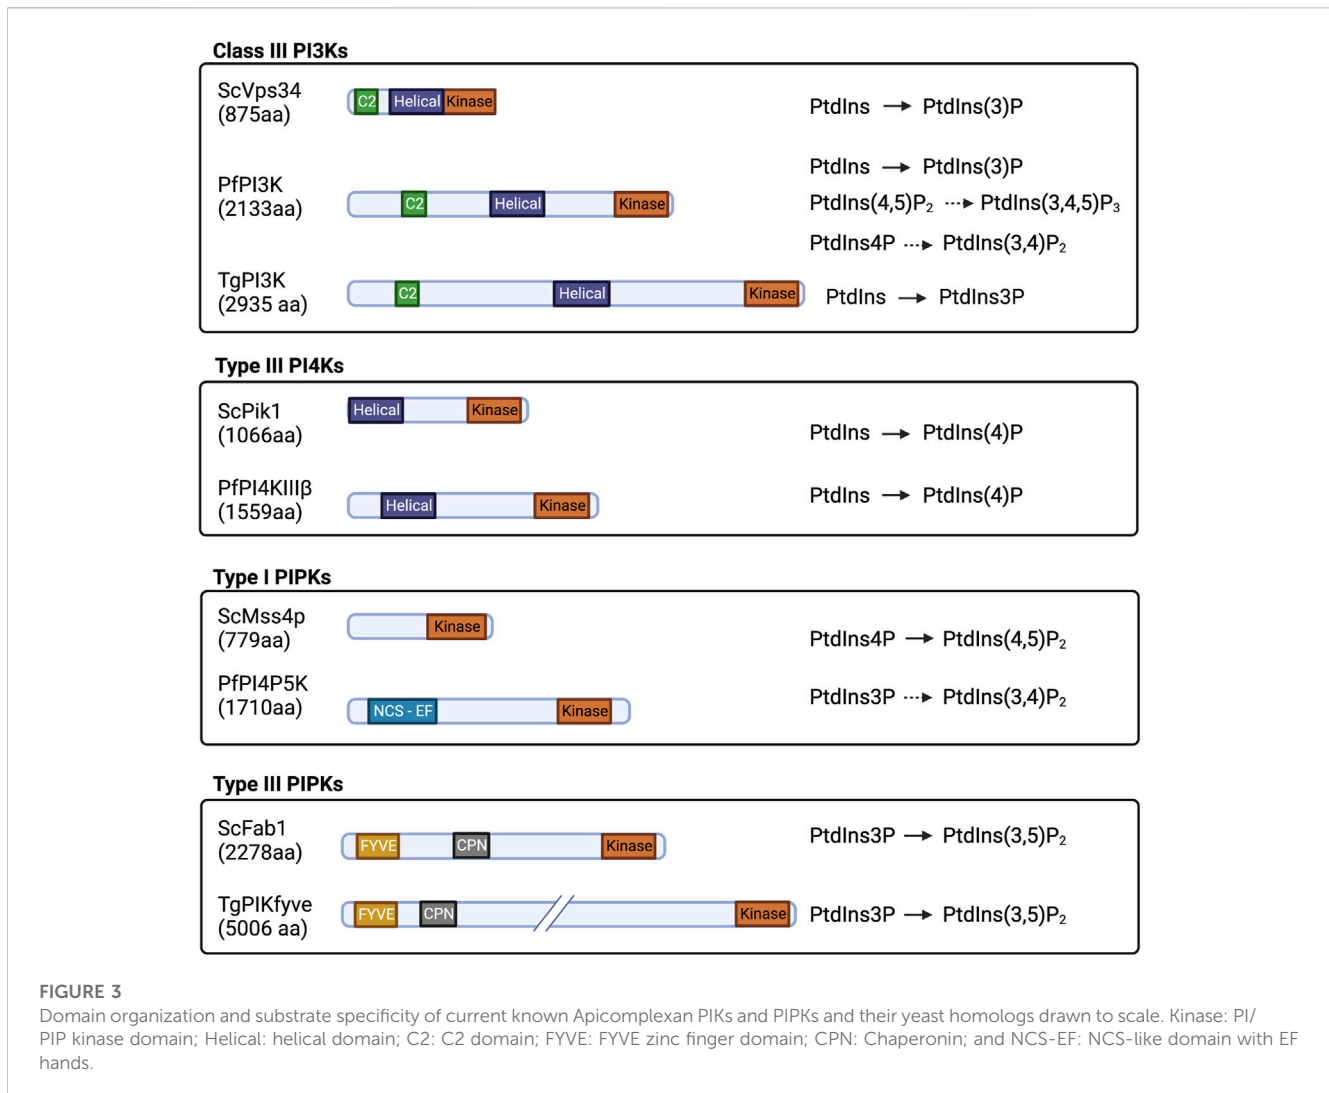 Class III PI3Ks
ScVps34
(875aa)
C2 Helical Kinase
PtdIns → PtdIns(3)P
PfPI3K
(2133aa)
C2 Helical Kinase
PtdIns → PtdIns(3)P
PtdIns(4,5)P₂ ⇢ PtdIns(3,4,5)P₃
PtdIns4P ⇢ PtdIns(3,4)P₂
TgPI3K
(2935 aa)
C2 Helical Kinase
PtdIns → PtdIns3P
Type III PI4Ks
ScPik1
(1066aa)
Helical Kinase
PtdIns → PtdIns(4)P
PfPI4KIIIβ
(1559aa)
Helical Kinase
PtdIns → PtdIns(4)P
Type I PIPKs
ScMss4p
(779aa)
Kinase
PtdIns4P → PtdIns(4,5)P₂
PfPI4P5K
(1710aa)
NCS - EF Kinase
PtdIns3P ⇢ PtdIns(3,4)P₂
Type III PIPKs
ScFab1
(2278aa)
FYVE CPN Kinase
PtdIns3P → PtdIns(3,5)P₂
TgPIKfyve
(5006 aa)
FYVE CPN Kinase
PtdIns3P → PtdIns(3,5)P₂
FIGURE 3
Domain organization and substrate specificity of current known Apicomplexan PIKs and PIPKs and their yeast homologs drawn to scale. Kinase: PI/
PIP kinase domain; Helical: helical domain; C2: C2 domain; FYVE: FYVE zinc finger domain; CPN: Chaperonin; and NCS-EF: NCS-like domain with EF
hands.